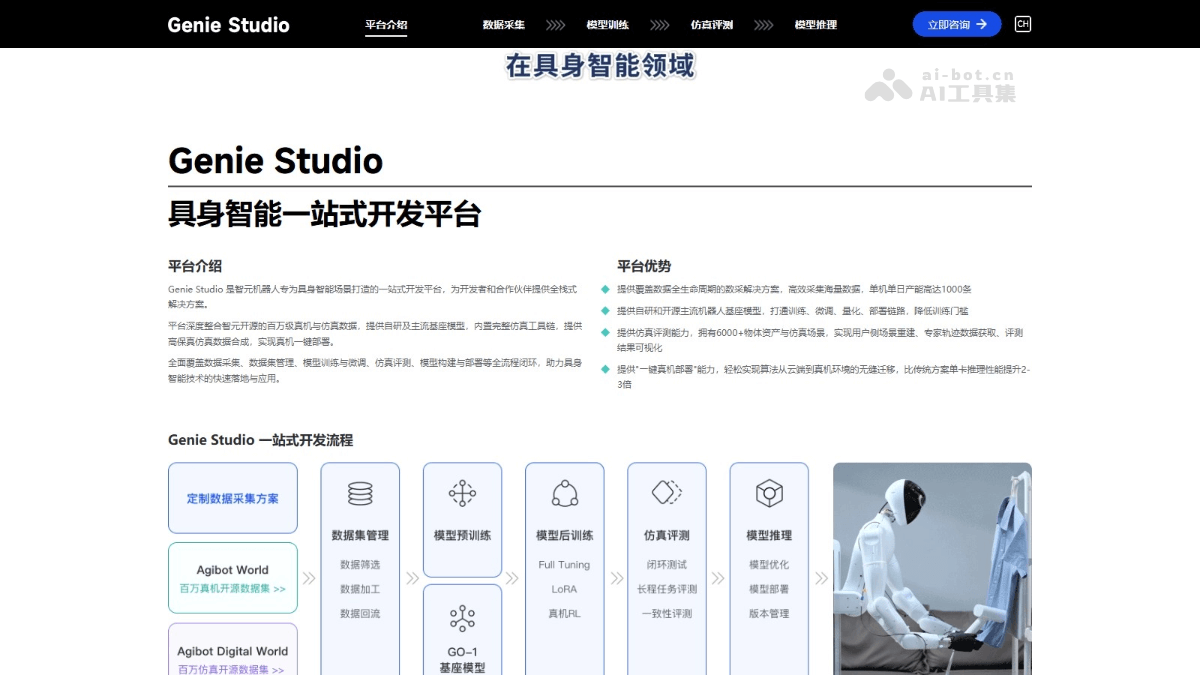 Genie Studio
平台介绍
数据采集
模型训练
仿真评测
模型推理
立即咨询 →
CH
在具身智能领域
ai-bot.cn
AI工具集
Genie Studio
具身智能一站式开发平台
平台介绍
Genie Studio 是智元机器人专为具身智能场景打造的一站式开发平台，为开发者和合作伙伴提供全栈式
解决方案。
平台深度整合智元开源的百万级真机与仿真数据，提供自研及主流基座模型，内置完整仿真工具链，提供
高保真仿真数据合成，实现真机一键部署。
全面覆盖数据采集、数据集管理、模型训练与微调、仿真评测、模型构建与部署等全流程闭环，助力具身
智能技术的快速落地与应用。
平台优势
提供覆盖数据全生命周期的数采解决方案，高效采集海量数据，单机单日产能高达1000条
提供自研和开源主流机器人基座模型，打通训练、微调、量化、部署链路，降低训练门槛
提供仿真评测能力，拥有6000+物体资产与仿真场景，实现用户侧场景重建、专家轨迹数据获取、评测
结果可视化
提供“一键真机部署”能力，轻松实现算法从云端到真机环境的无缝迁移，比传统方案单卡推理性能提升2-
3倍
Genie Studio 一站式开发流程
定制数据采集方案
Agibot World
百万真机开源数据集 >>
Agibot Digital World
百万仿真开源数据集 >>
数据集管理
数据筛选
数据加工
数据回流
模型预训练
GO-1
基座模型
模型后训练
Full Tuning
LoRA
真机RL
仿真评测
闭环测试
长程任务评测
一致性评测
模型推理
模型优化
模型部署
版本管理